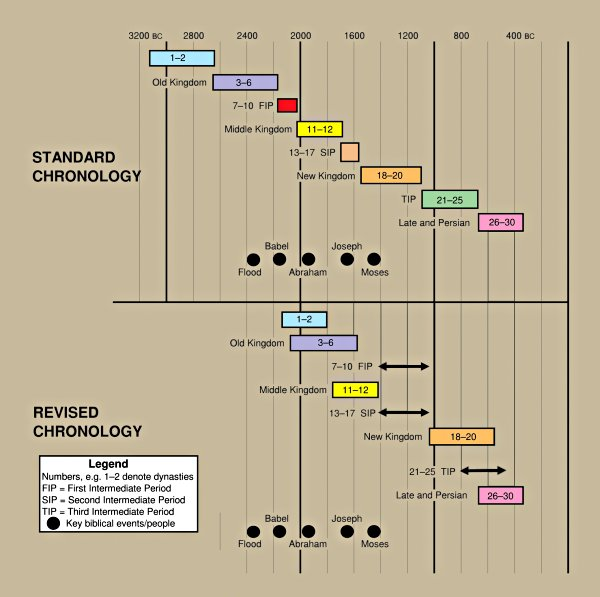 3200 BC 2400 2000 1600 1200 800 400 BC
1–2
Old Kingdom 3–6
7–10 FIP
Middle Kingdom 11–12
13–17 SIP
New Kingdom 18–20
TIP 21–25
Late and Persian 26–30
STANDARD
CHRONOLOGY
Babel Joseph
Flood Abraham Moses
1–2
Old Kingdom 3–6
7–10 FIP
Middle Kingdom 11–12
13–17 SIP
New Kingdom 18–20
21–25 TIP
Late and Persian 26–30
REVISED
CHRONOLOGY
Legend
Numbers, e.g. 1–2 denote dynasties
FIP = First Intermediate Period
SIP = Second Intermediate Period
TIP = Third Intermediate Period
Key biblical events/people
Babel Joseph
Flood Abraham Moses